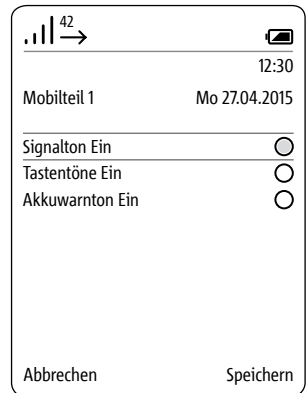 42
12:30
Mobilteil 1 Mo 27.04.2015
Signalton Ein
Tastentöne Ein
Akkuwarnton Ein
Abbrechen Speichern